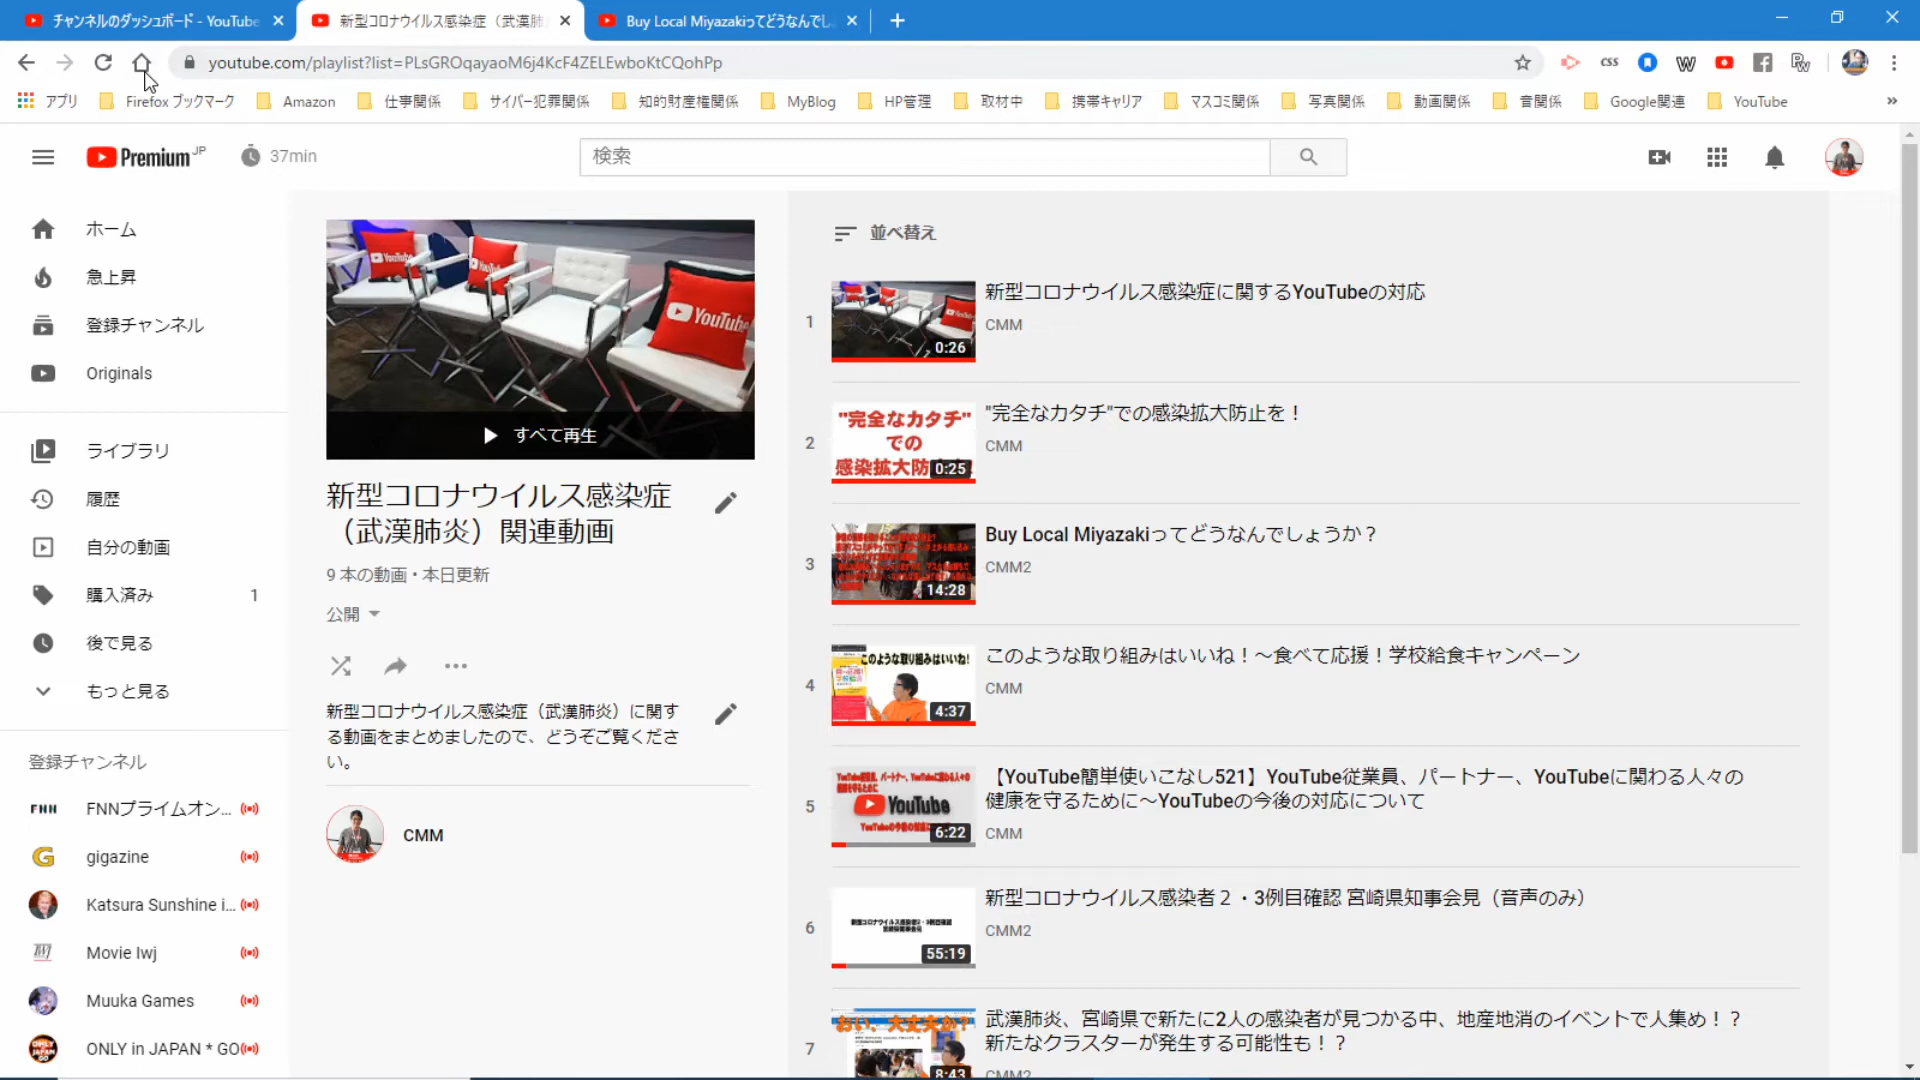 チャンネルのダッシュボード - YouTube
新型コロナウイルス感染症（武漢肺
Buy Local Miyazakiってどうなんでし
youtube.com/playlist?list=PLsGROqayaoM6j4KcF4ZELEwboKtCQohPp
css
アプリ
Firefox ブックマーク
Amazon
仕事関係
サイバー犯罪関係
知的財産権関係
MyBlog
HP管理
取材中
携帯キャリア
マスコミ関係
写真関係
動画関係
音関係
Google関連
YouTube
Premium JP
37min
検索
ホーム
急上昇
登録チャンネル
Originals
ライブラリ
履歴
自分の動画
購入済み 1
後で見る
もっと見る
登録チャンネル
FNN FNNプライムオン...
gigazine
Katsura Sunshine i...
Movie Iwj
Muuka Games
ONLY in JAPAN * GO
YouTube
YouTube
YouTube
すべて再生
新型コロナウイルス感染症
（武漢肺炎）関連動画
9 本の動画・本日更新
公開
新型コロナウイルス感染症（武漢肺炎）に関す
る動画をまとめましたので、どうぞご覧くださ
い。
CMM
並べ替え
1
0:26
新型コロナウイルス感染症に関するYouTubeの対応
CMM
2
"完全なカタチ"
での
感染拡大防
0:25
"完全なカタチ"での感染拡大防止を！
CMM
3
14:28
Buy Local Miyazakiってどうなんでしょうか？
CMM2
4
このような取り組みはいいね!
4:37
このような取り組みはいいね！～食べて応援！学校給食キャンペーン
CMM
5
YouTube
6:22
【YouTube簡単使いこなし521】YouTube従業員、パートナー、YouTubeに関わる人々の
健康を守るために～YouTubeの今後の対応について
CMM
6
55:19
新型コロナウイルス感染者２・3例目確認 宮崎県知事会見（音声のみ）
CMM2
7
おい、大丈夫か?
8:43
武漢肺炎、宮崎県で新たに2人の感染者が見つかる中、地産地消のイベントで人集め！？
新たなクラスターが発生する可能性も！？
CMM2